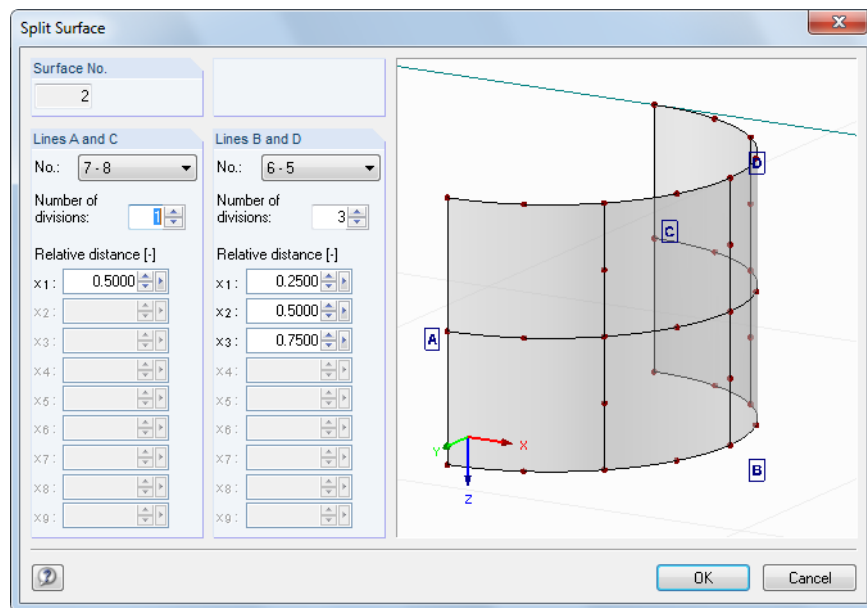 Split Surface
Surface No.
2
Lines A and C
No.: 7 - 8
Number of divisions: 1
Relative distance [-]
x1: 0.5000
x2:
x3:
x4:
x5:
x6:
x7:
x8:
x9:
Lines B and D
No.: 6 - 5
Number of divisions: 3
Relative distance [-]
x1: 0.2500
x2: 0.5000
x3: 0.7500
x4:
x5:
x6:
x7:
x8:
x9:
D
C
A
B
Y
X
Z
OK
Cancel